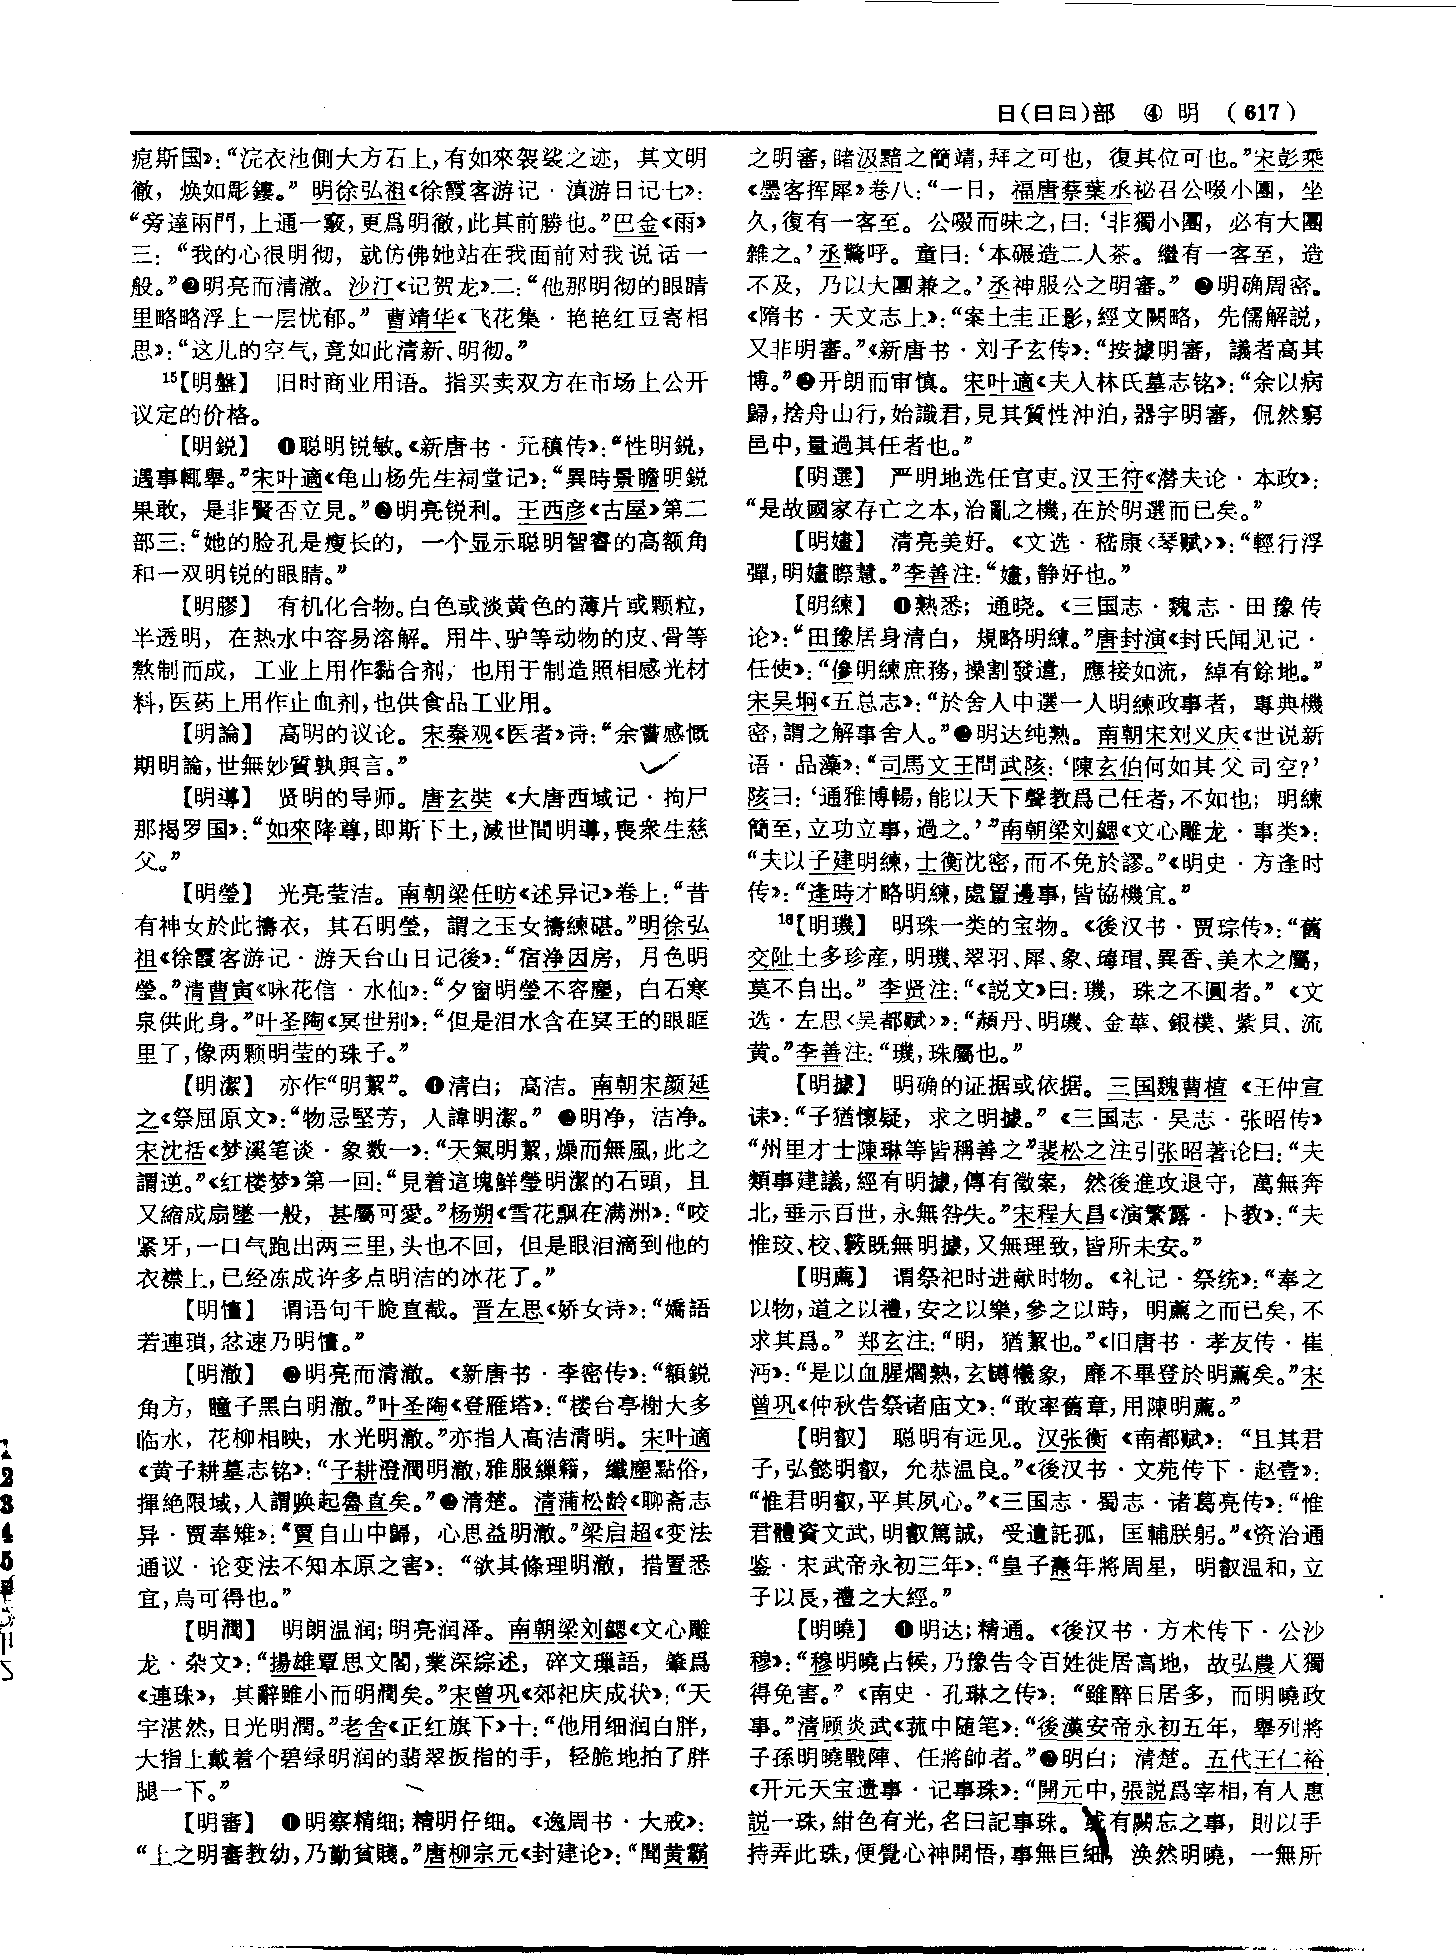 日(曰⺜)部 ④ 明 (617)
痆斯国》:“浣衣池側大方石上,有如來袈裟之迹,其文明
徹,煥如彫鏤。”明徐弘祖《徐霞客游记·滇游日记七》:
“旁達兩門,上通一竅,更爲明徹,此其前勝也。”巴金《雨》
三:“我的心很明彻,就仿佛她站在我面前对我说话一
般。”❷明亮而清澈。沙汀《记贺龙》二:“他那明彻的眼睛
里略略浮上一层忧郁。”曹靖华《飞花集·艳艳红豆寄相
思》:“这儿的空气,竟如此清新、明彻。”
15【明盤】 旧时商业用语。指买卖双方在市场上公开
议定的价格。
【明鋭】 ❶聪明锐敏。《新唐书·元稹传》:“性明鋭,
遇事輒舉。”宋叶適《龟山杨先生祠堂记》:“異時景瞻明鋭
果敢,是非賢否立見。”❷明亮锐利。王西彦《古屋》第二
部三:“她的脸孔是瘦长的,一个显示聪明智睿的高额角
和一双明锐的眼睛。”
【明膠】 有机化合物。白色或淡黄色的薄片或颗粒,
半透明,在热水中容易溶解。用牛、驴等动物的皮、骨等
熬制而成,工业上用作黏合剂,也用于制造照相感光材
料,医药上用作止血剂,也供食品工业用。
【明論】 高明的议论。宋秦观《医者》诗:“余嘗感慨
期明論,世無妙質孰與言。”
【明導】 贤明的导师。唐玄奘《大唐西域记·拘尸
那揭罗国》:“如來降尊,即斯下土,滅世間明導,喪衆生慈
父。”
【明瑩】 光亮莹洁。南朝梁任昉《述异记》卷上:“昔
有神女於此擣衣,其石明瑩,謂之玉女擣練碪。”明徐弘
祖《徐霞客游记·游天台山日记後》:“宿净因房,月色明
瑩。”清曹寅《咏花信·水仙》:“夕窗明瑩不容塵,白石寒
泉供此身。”叶圣陶《冥世别》:“但是泪水含在冥王的眼眶
里了,像两颗明莹的珠子。”
【明潔】 亦作“明絜”。❶清白;高洁。南朝宋颜延
之《祭屈原文》:“物忌堅芳,人諱明潔。”❷明净,洁净。
宋沈括《梦溪笔谈·象数一》:“天氣明絜,燥而無風,此之
謂逆。”《红楼梦》第一回:“見着這塊鮮瑩明潔的石頭,且
又縮成扇墜一般,甚屬可愛。”杨朔《雪花飘在满洲》:“咬
紧牙,一口气跑出两三里,头也不回,但是眼泪滴到他的
衣襟上,已经冻成许多点明洁的冰花了。”
【明㦎】 谓语句干脆直截。晋左思《娇女诗》:“嬌語
若連瑣,忿速乃明㦎。”
【明澈】 ❶明亮而清澈。《新唐书·李密传》:“額鋭
角方,瞳子黑白明澈。”叶圣陶《登雁塔》:“楼台亭榭大多
临水,花柳相映,水光明澈。”亦指人高洁清明。宋叶適
《黄子耕墓志铭》:“子耕澄潤明澈,雅服繅籍,纖塵點俗,
揮絶限域,人謂唤起魯直矣。”❷清楚。清蒲松龄《聊斋志
异·贾奉雉》:“賈自山中歸,心思益明澈。”梁启超《变法
通议·论变法不知本原之害》:“欲其條理明澈,措置悉
宜,烏可得也。”
【明潤】 明朗温润;明亮润泽。南朝梁刘勰《文心雕
龙·杂文》:“揚雄覃思文閣,業深綜述,碎文璅語,肇爲
《連珠》,其辭雖小而明潤矣。”宋曾巩《郊祀庆成状》:“天
宇湛然,日光明潤。”老舍《正红旗下》十:“他用细润白胖,
大指上戴着个碧绿明润的翡翠扳指的手,轻脆地拍了胖
腿一下。”
【明審】 ❶明察精细;精明仔细。《逸周书·大戒》:
“上之明審教幼,乃勤貧賤。”唐柳宗元《封建论》:“聞黄霸
之明審,睹汲黯之簡靖,拜之可也,復其位可也。”宋彭乘
《墨客挥犀》卷八:“一日,福唐蔡葉丞祕召公啜小團,坐
久,復有一客至。公啜而味之,曰:‘非獨小團,必有大團
雜之。’丞驚呼。童曰:‘本碾造二人茶。繼有一客至,造
不及,乃以大團兼之。’丞神服公之明審。”❷明确周密。
《隋书·天文志上》:“案土圭正影,經文闕略,先儒解説,
又非明審。”《新唐书·刘子玄传》:“按據明審,議者高其
博。”❸开朗而审慎。宋叶適《夫人林氏墓志铭》:“余以病
歸,捨舟山行,始識君,見其質性沖泊,器宇明審,侃然窮
邑中,量過其任者也。”
【明選】 严明地选任官吏。汉王符《潜夫论·本政》:
“是故國家存亡之本,治亂之機,在於明選而已矣。”
【明嫿】 清亮美好。《文选·嵇康〈琴赋〉》:“輕行浮
彈,明嫿𥌒慧。”李善注:“嫿,静好也。”
【明練】 ❶熟悉;通晓。《三国志·魏志·田豫传
论》:“田豫居身清白,規略明練。”唐封演《封氏闻见记·
任使》:“傪明練庶務,操割發遣,應接如流,綽有餘地。”
宋吴坰《五总志》:“於舍人中選一人明練政事者,專典機
密,謂之解事舍人。”❷明达纯熟。南朝宋刘义庆《世说新
语·品藻》:“司馬文王問武陔:‘陳玄伯何如其父司空?’
陔曰:‘通雅博暢,能以天下聲教爲己任者,不如也;明練
簡至,立功立事,過之。’”南朝梁刘勰《文心雕龙·事类》:
“夫以子建明練,士衡沈密,而不免於謬。”《明史·方逢时
传》:“逢時才略明練,處置邊事,皆協機宜。”
16【明璣】 明珠一类的宝物。《後汉书·贾琮传》:“舊
交阯土多珍産,明璣、翠羽、犀、象、瑇瑁、異香、美木之屬,
莫不自出。”李贤注:“《説文》曰:璣,珠之不圓者。”《文
选·左思〈吴都赋〉》:“赬丹、明璣、金華、銀樸、紫貝、流
黄。”李善注:“璣,珠屬也。”
【明據】 明确的证据或依据。三国魏曹植《王仲宣
诔》:“子猶懷疑,求之明據。”《三国志·吴志·张昭传》
“州里才士陳琳等皆稱善之”裴松之注引张昭著论曰:“夫
類事建議,經有明據,傳有徵案,然後進攻退守,萬無奔
北,垂示百世,永無咎失。”宋程大昌《演繁露·卜教》:“夫
惟珓、校、籔既無明據,又無理致,皆所未安。”
【明薦】 谓祭祀时进献时物。《礼记·祭统》:“奉之
以物,道之以禮,安之以樂,參之以時,明薦之而已矣,不
求其爲。”郑玄注:“明,猶絜也。”《旧唐书·孝友传·崔
沔》:“是以血腥爓熟,玄罇犧象,靡不畢登於明薦矣。”宋
曾巩《仲秋告祭诸庙文》:“敢率舊章,用陳明薦。”
【明叡】 聪明有远见。汉张衡《南都赋》:“且其君
子,弘懿明叡,允恭温良。”《後汉书·文苑传下·赵壹》:
“惟君明叡,平其夙心。”《三国志·蜀志·诸葛亮传》:“惟
君體資文武,明叡篤誠,受遺託孤,匡輔朕躬。”《资治通
鉴·宋武帝永初三年》:“皇子燾年將周星,明叡温和,立
子以長,禮之大經。”
【明曉】 ❶明达;精通。《後汉书·方术传下·公沙
穆》:“穆明曉占候,乃豫告令百姓徙居高地,故弘農人獨
得免害。”《南史·孔琳之传》:“雖醉日居多,而明曉政
事。”清顾炎武《菰中随笔》:“後漢安帝永初五年,舉列將
子孫明曉戰陣、任將帥者。”❷明白;清楚。五代王仁裕
《开元天宝遗事·记事珠》:“開元中,張説爲宰相,有人惠
説一珠,紺色有光,名曰記事珠。或有闕忘之事,則以手
持弄此珠,便覺心神開悟,事無巨細,涣然明曉,一無所